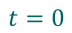 t = 0